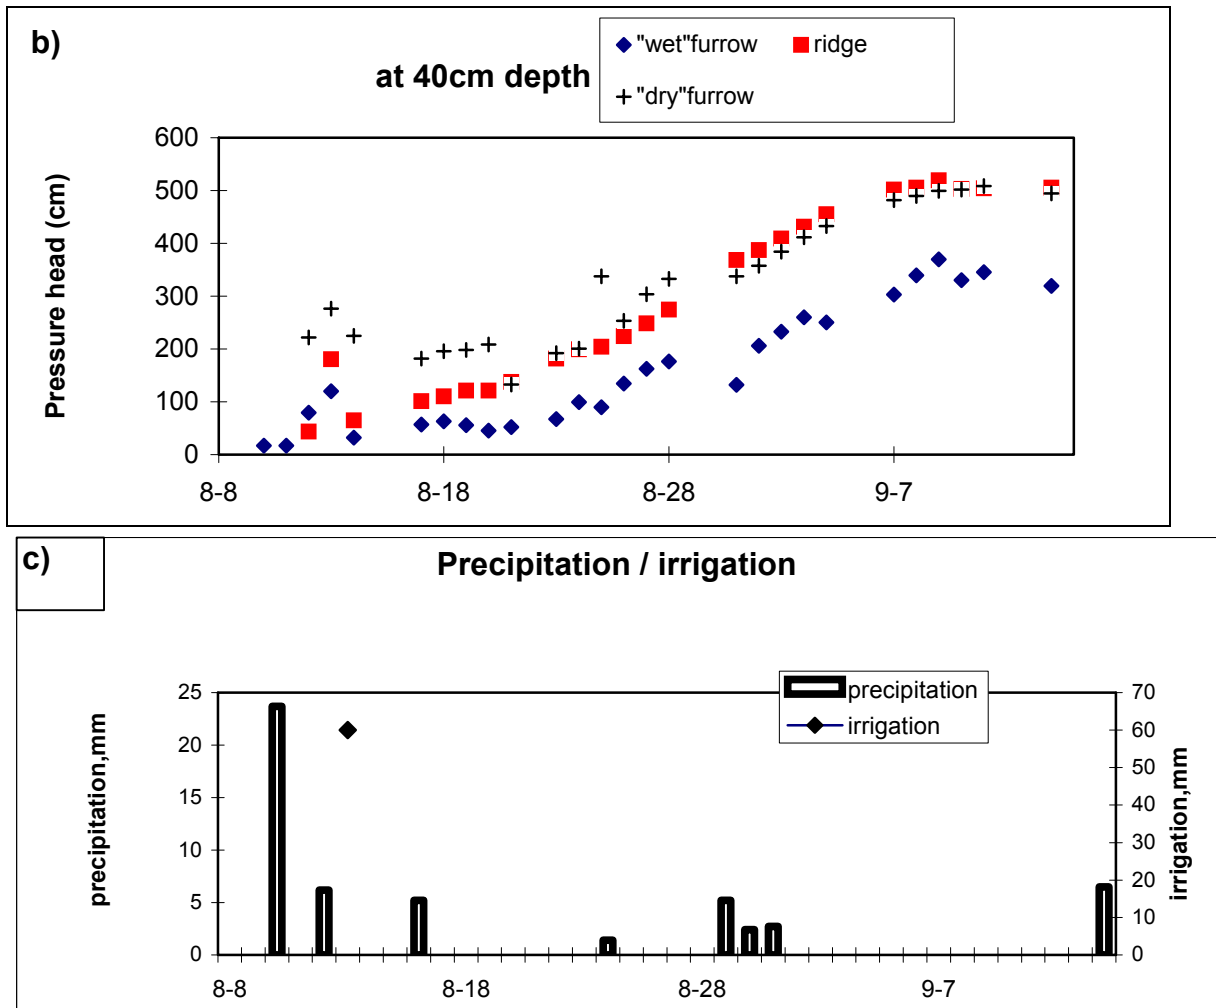 b)
at 40cm depth
"wet"furrow
ridge
"dry"furrow
Pressure head (cm)
600
500
400
300
200
100
0
8-8
8-18
8-28
9-7
c)
Precipitation / irrigation
precipitation
irrigation
precipitation,mm
25
20
15
10
5
0
70
60
50
40
30
20
10
0
irrigation,mm
8-8
8-18
8-28
9-7